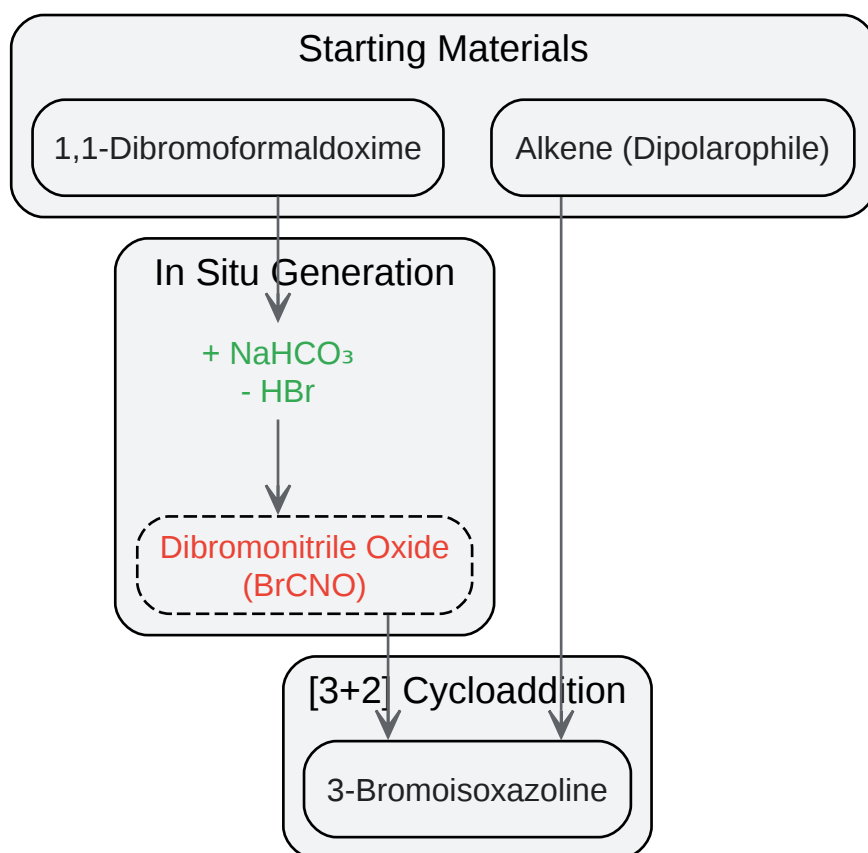 Starting Materials
1,1-Dibromoformaldoxime
Alkene (Dipolarophile)
In Situ Generation
+ NaHCO₃
- HBr
Dibromonitrile Oxide
(BrCNO)
[3+2] Cycloaddition
3-Bromoisoxazoline